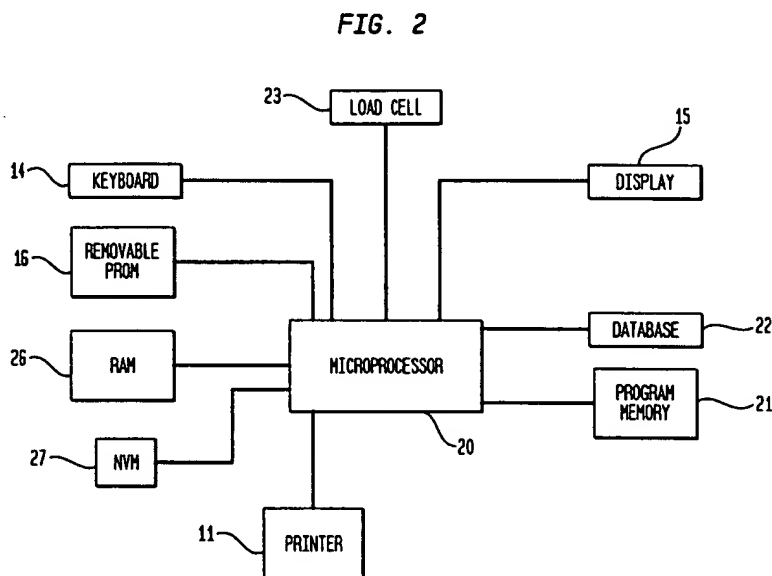 FIG. 2
23
LOAD CELL
15
14
KEYBOARD
DISPLAY
16
REMOVABLE
PROM
DATABASE
22
26
RAM
MICROPROCESSOR
PROGRAM
MEMORY
21
20
27
NVM
11
PRINTER